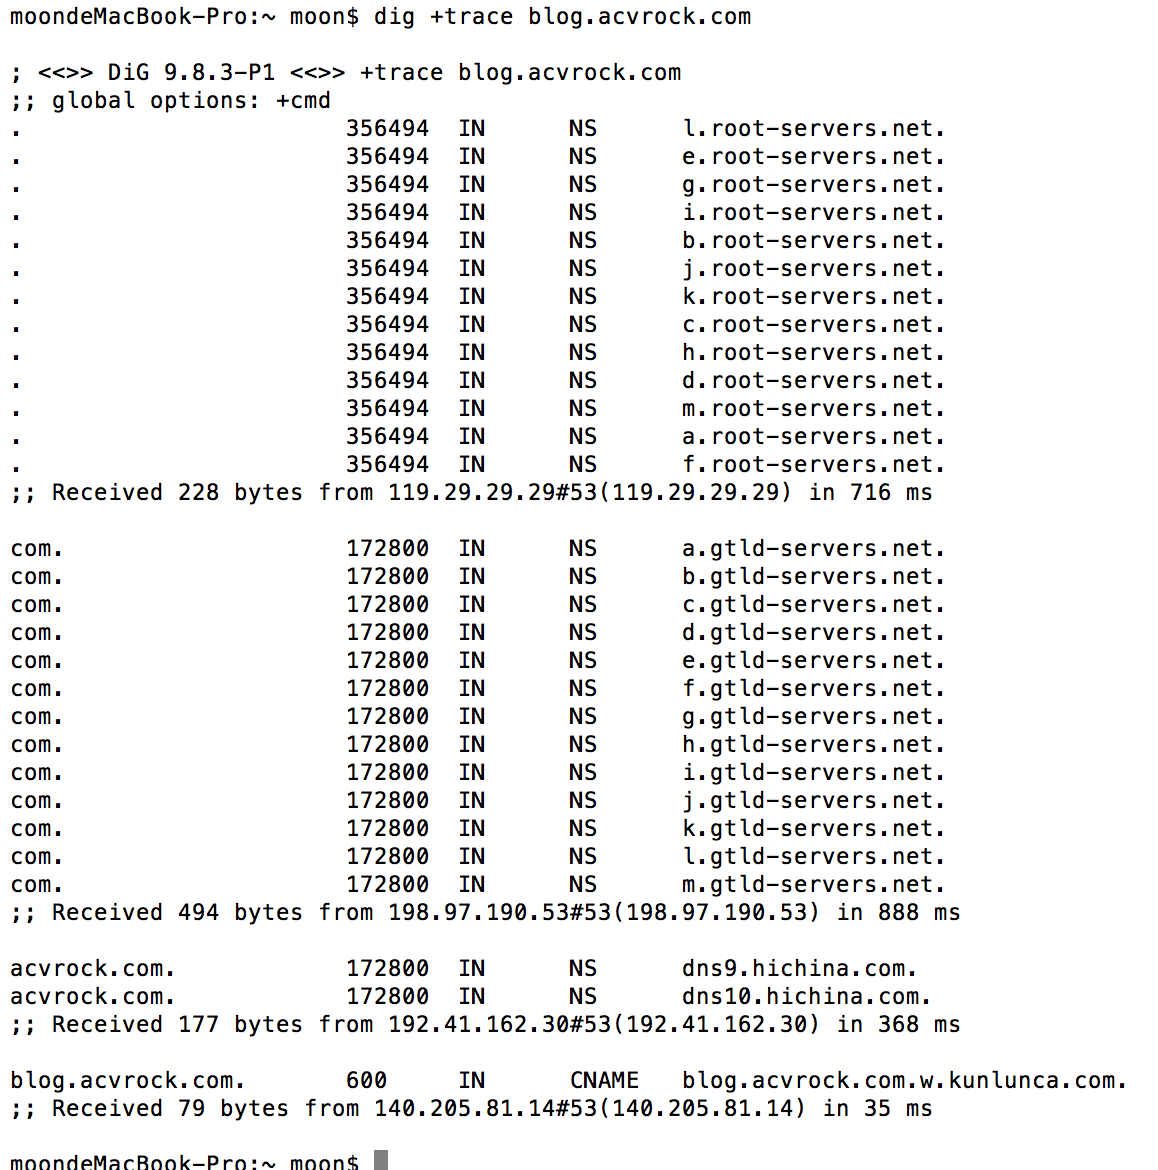 moondeMacBook-Pro:~ moon$ dig +trace blog.acvrock.com
; <<>> DiG 9.8.3-P1 <<>> +trace blog.acvrock.com
;; global options: +cmd
. 356494 IN NS l.root-servers.net.
. 356494 IN NS e.root-servers.net.
. 356494 IN NS g.root-servers.net.
. 356494 IN NS i.root-servers.net.
. 356494 IN NS b.root-servers.net.
. 356494 IN NS j.root-servers.net.
. 356494 IN NS k.root-servers.net.
. 356494 IN NS c.root-servers.net.
. 356494 IN NS h.root-servers.net.
. 356494 IN NS d.root-servers.net.
. 356494 IN NS m.root-servers.net.
. 356494 IN NS a.root-servers.net.
. 356494 IN NS f.root-servers.net.
;; Received 228 bytes from 119.29.29.29#53(119.29.29.29) in 716 ms
com. 172800 IN NS a.gtld-servers.net.
com. 172800 IN NS b.gtld-servers.net.
com. 172800 IN NS c.gtld-servers.net.
com. 172800 IN NS d.gtld-servers.net.
com. 172800 IN NS e.gtld-servers.net.
com. 172800 IN NS f.gtld-servers.net.
com. 172800 IN NS g.gtld-servers.net.
com. 172800 IN NS h.gtld-servers.net.
com. 172800 IN NS i.gtld-servers.net.
com. 172800 IN NS j.gtld-servers.net.
com. 172800 IN NS k.gtld-servers.net.
com. 172800 IN NS l.gtld-servers.net.
com. 172800 IN NS m.gtld-servers.net.
;; Received 494 bytes from 198.97.190.53#53(198.97.190.53) in 888 ms
acvrock.com. 172800 IN NS dns9.hichina.com.
acvrock.com. 172800 IN NS dns10.hichina.com.
;; Received 177 bytes from 192.41.162.30#53(192.41.162.30) in 368 ms
blog.acvrock.com. 600 IN CNAME blog.acvrock.com.w.kunlunca.com.
;; Received 79 bytes from 140.205.81.14#53(140.205.81.14) in 35 ms
moondeMacBook-Pro:~ moon$